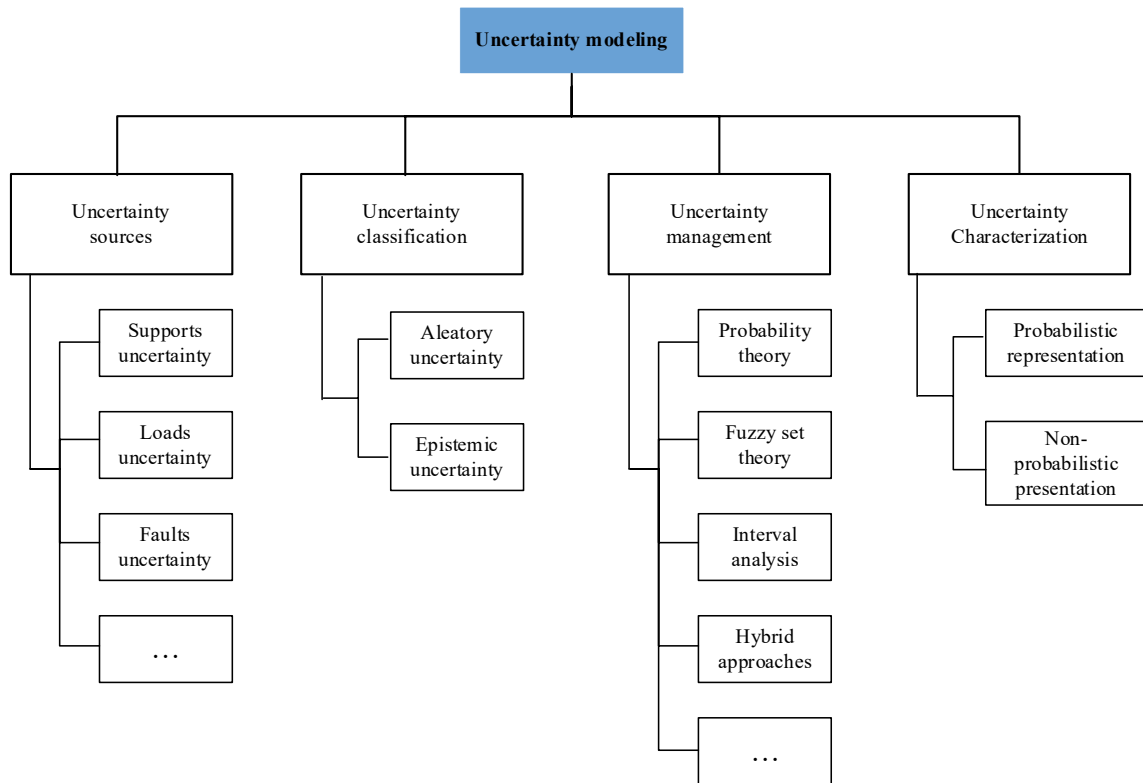 Uncertainty modeling
Uncertainty
sources
Uncertainty
classification
Uncertainty
management
Uncertainty
Characterization
Supports
uncertainty
Loads
uncertainty
Faults
uncertainty
...
Aleatory
uncertainty
Epistemic
uncertainty
Probability
theory
Fuzzy set
theory
Interval
analysis
Hybrid
approaches
...
Probabilistic
representation
Non-
probabilistic
presentation